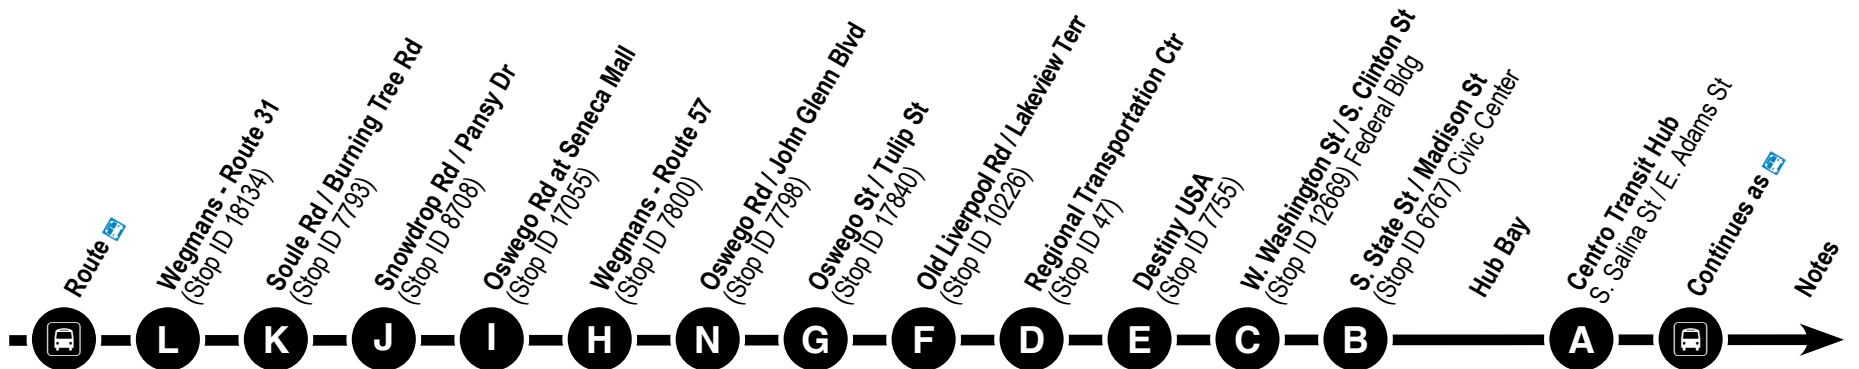 Route
Wegmans - Route 31
(Stop ID 18134)
Soule Rd / Burning Tree Rd
(Stop ID 7793)
Snowdrop Rd / Pansy Dr
(Stop ID 8708)
Oswego Rd at Seneca Mall
(Stop ID 17055)
Wegmans - Route 57
(Stop ID 7800)
Oswego Rd / John Glenn Blvd
(Stop ID 7798)
Oswego St / Tulip St
(Stop ID 17840)
Old Liverpool Rd / Lakeview Terr
(Stop ID 10226)
Regional Transportation Ctr
(Stop ID 47)
Destiny USA
(Stop ID 7755)
W. Washington St / S. Clinton St
(Stop ID 12669) Federal Bldg
S. State St / Madison St
(Stop ID 6767) Civic Center
Hub Bay
Centro Transit Hub
S. Salina St / E. Adams St
Continues as
Notes
L K J I H N G F D E C B A